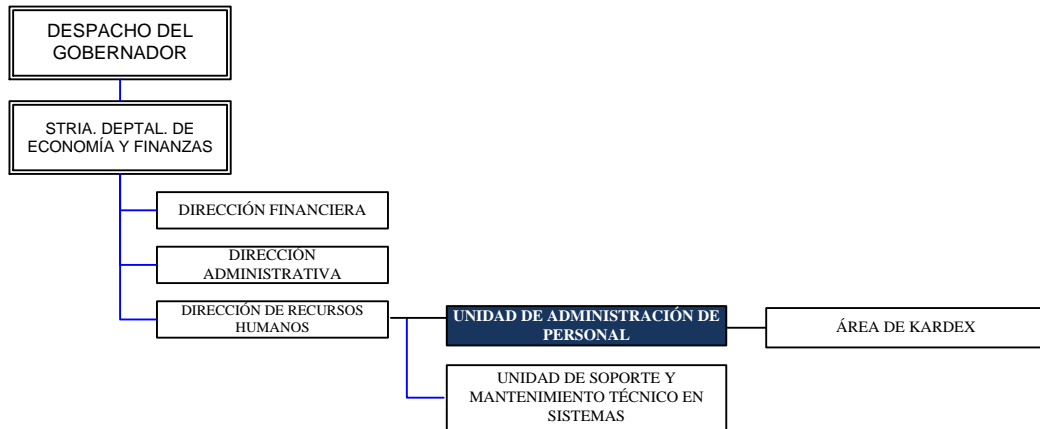 DESPACHO DEL
GOBERNADOR
STRIA. DEPTAL. DE
ECONOMÍA Y FINANZAS
DIRECCIÓN FINANCIERA
DIRECCIÓN
ADMINISTRATIVA
DIRECCIÓN DE RECURSOS
HUMANOS
UNIDAD DE ADMINISTRACIÓN DE
PERSONAL
ÁREA DE KARDEX
UNIDAD DE SOPORTE Y
MANTENIMIENTO TÉCNICO EN
SISTEMAS